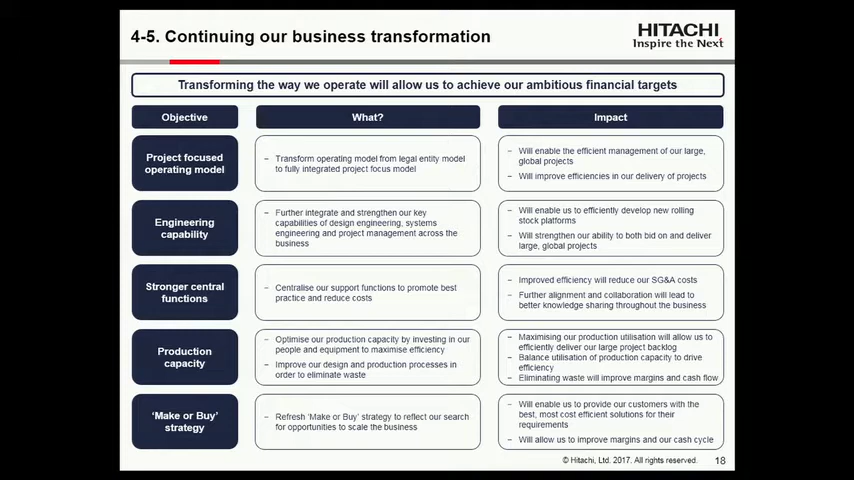 4-5. Continuing our business transformation
HITACHI
Inspire the Next
Transforming the way we operate will allow us to achieve our ambitious financial targets
Objective
What?
Impact
Project focused
operating model
– Transform operating model from legal entity model
to fully integrated project focus model
– Will enable the efficient management of our large,
global projects
– Will improve efficiencies in our delivery of projects
Engineering
capability
– Further integrate and strengthen our key
capabilities of design engineering, systems
engineering and project management across the
business
– Will enable us to efficiently develop new rolling
stock platforms
– Will strengthen our ability to both bid on and deliver
large, global projects
Stronger central
functions
– Centralise our support functions to promote best
practice and reduce costs
– Improved efficiency will reduce our SG&A costs
– Further alignment and collaboration will lead to
better knowledge sharing throughout the business
Production
capacity
– Optimise our production capacity by investing in our
people and equipment to maximise efficiency
– Improve our design and production processes in
order to eliminate waste
– Maximising our production utilisation will allow us to
efficiently deliver our large project backlog
– Balance utilisation of production capacity to drive
efficiency
– Eliminating waste will improve margins and cash flow
‘Make or Buy’
strategy
– Refresh ‘Make or Buy’ strategy to reflect our search
for opportunities to scale the business
– Will enable us to provide our customers with the
best, most cost efficient solutions for their
requirements
– Will allow us to improve margins and our cash cycle
© Hitachi, Ltd. 2017. All rights reserved.
18